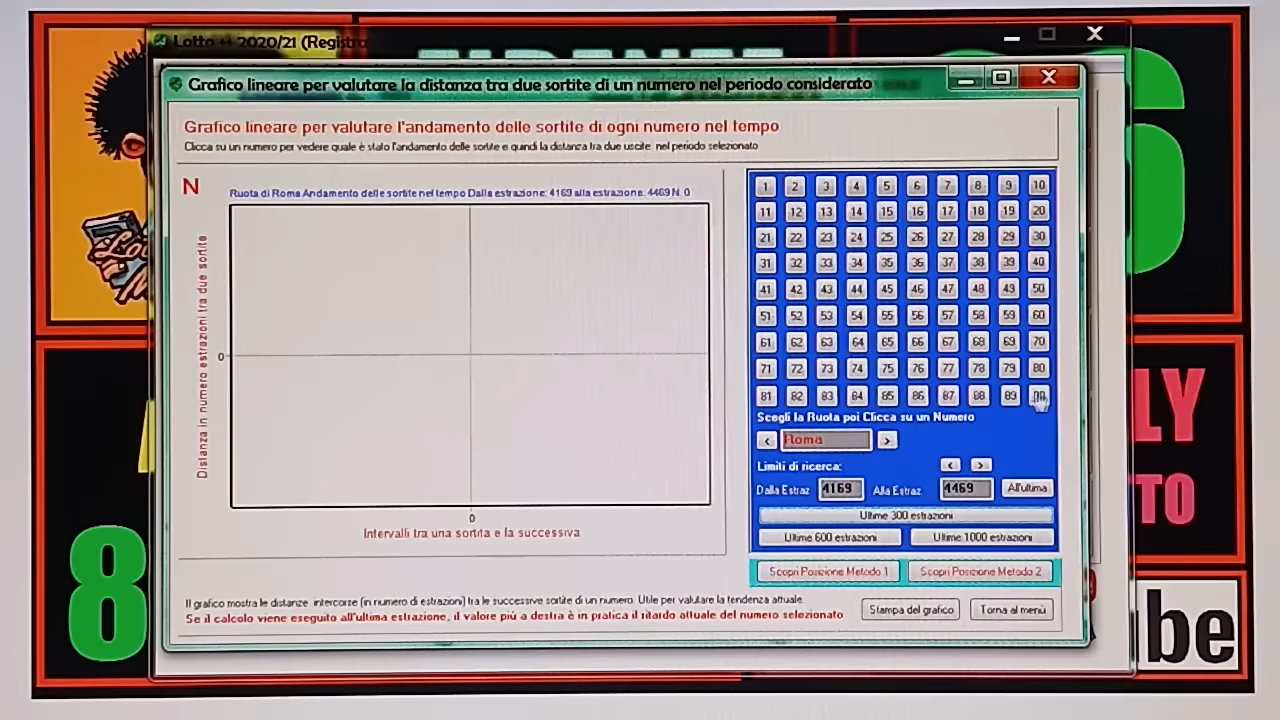 Lotto ++ 2020/21 (Registra
Grafico lineare per valutare la distanza tra due sortite di un numero nel periodo considerato
Grafico lineare per valutare l'andamento delle sortite di ogni numero nel tempo
Clicca su un numero per vedere quale è stato l'andamento delle sortite e quindi la distanza tra due uscite nel periodo selezionato
N
Ruota di Roma Andamento delle sortite nel tempo Dalla estrazione: 4169 alla estrazione: 4469 N. 0
Distanza in numero estrazioni tra due sortite
0
0
Intervalli tra una sortita e la successiva
1 2 3 4 5 6 7 8 9 10
11 12 13 14 15 16 17 18 19 20
21 22 23 24 25 26 27 28 29 30
31 32 33 34 35 36 37 38 39 40
41 42 43 44 45 46 47 48 49 50
51 52 53 54 55 56 57 58 59 60
61 62 63 64 65 66 67 68 69 70
71 72 73 74 75 76 77 78 79 80
81 82 83 84 85 86 87 88 89 90
Scegli la Ruota poi Clicca su un Numero
< Roma >
Limiti di ricerca: < >
Dalla Estraz 4169 Alla Estraz 4469 All'ultima
Ultime 300 estrazioni
Ultime 600 estrazioni Ultime 1000 estrazioni
Scopri Posizione Metodo 1 Scopri Posizione Metodo 2
Il grafico mostra le distanze intercorse (in numero di estrazioni) tra le successive sortite di un numero. Utile per valutare la tendenza attuale.
Se il calcolo viene eseguito all'ultima estrazione, il valore più a destra è in pratica il ritardo attuale del numero selezionato
Stampa del grafico Torna al menù
8
LY
TO
be